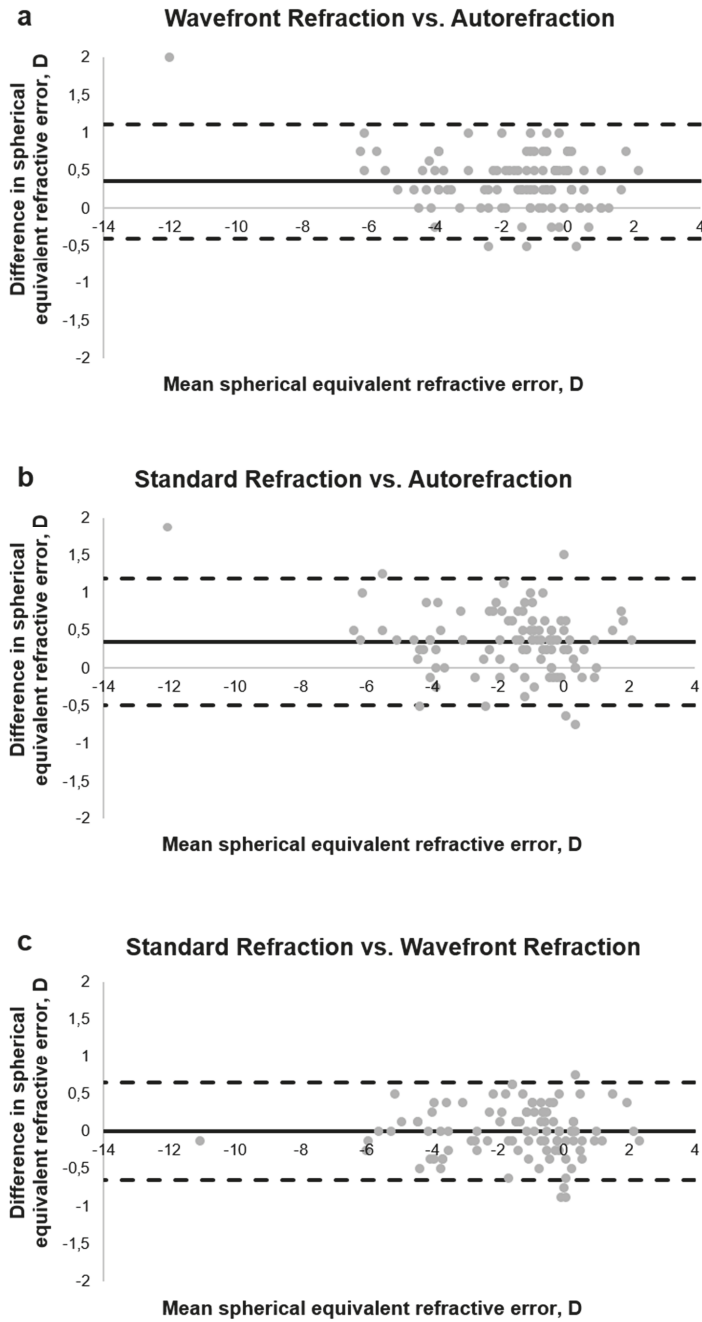 a
Wavefront Refraction vs. Autorefraction
Difference in spherical
equivalent refractive error, D
2
1,5
1
0,5
0
-14 -12 -10 -8 -6 -4 -2 0 2 4
-0,5
-1
-1,5
-2
Mean spherical equivalent refractive error, D
b
Standard Refraction vs. Autorefraction
Difference in spherical
equivalent refractive error, D
2
1,5
1
0,5
0
-14 -12 -10 -8 -6 -4 -2 0 2 4
-0,5
-1
-1,5
-2
Mean spherical equivalent refractive error, D
c
Standard Refraction vs. Wavefront Refraction
Difference in spherical
equivalent refractive error, D
2
1,5
1
0,5
0
-14 -12 -10 -8 -6 -4 -2 0 2 4
-0,5
-1
-1,5
-2
Mean spherical equivalent refractive error, D